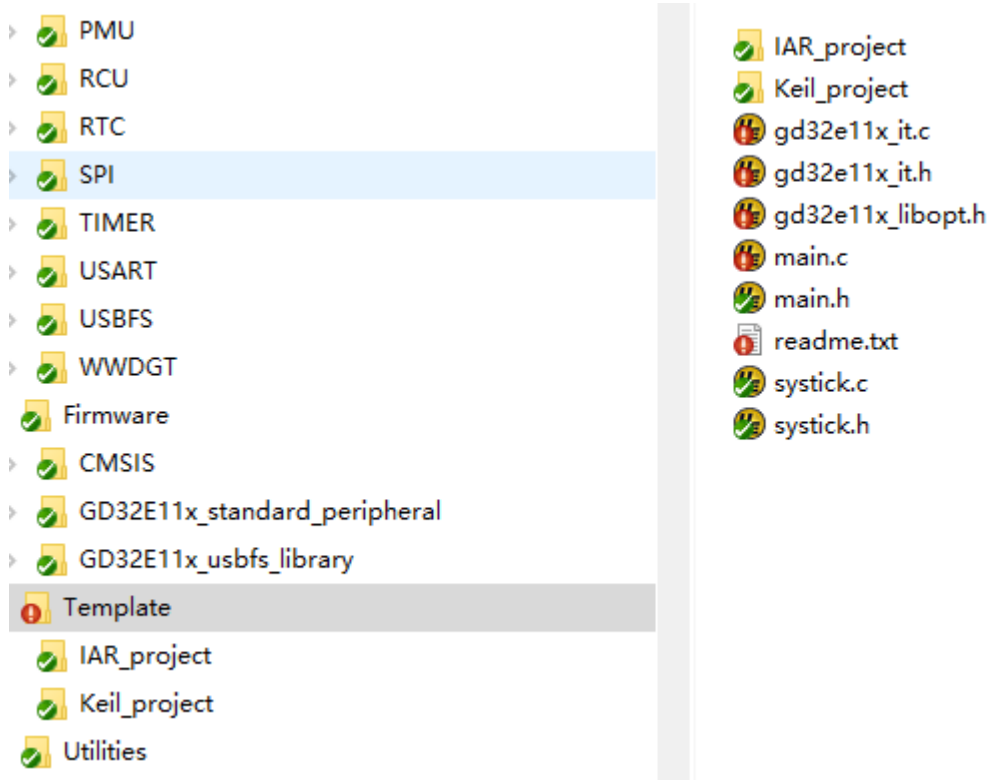 PMU
RCU
RTC
SPI
TIMER
USART
USBFS
WWDGT
Firmware
CMSIS
GD32E11x_standard_peripheral
GD32E11x_usbfs_library
Template
IAR_project
Keil_project
Utilities
IAR_project
Keil_project
gd32e11x_it.c
gd32e11x_it.h
gd32e11x_libopt.h
main.c
main.h
readme.txt
systick.c
systick.h